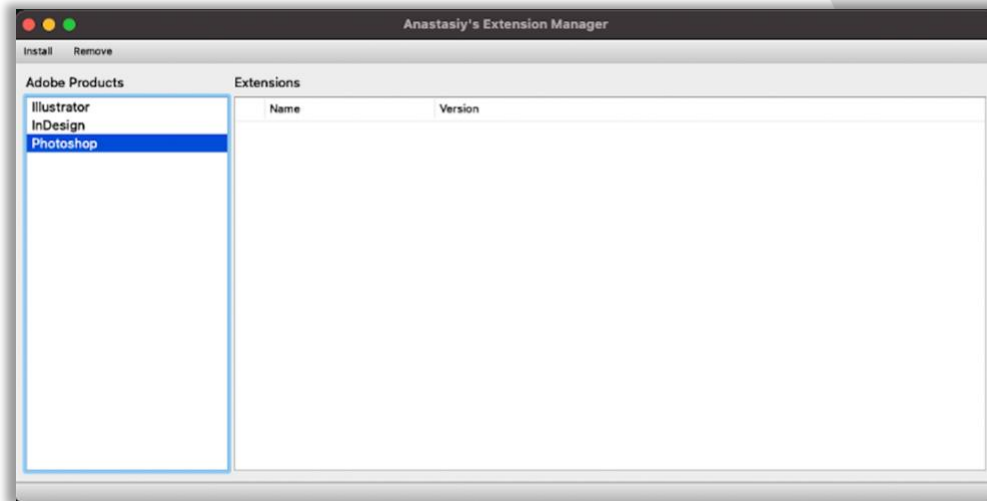 Anastasiy's Extension Manager
Install Remove
Adobe Products Extensions
Illustrator Name Version
InDesign
Photoshop